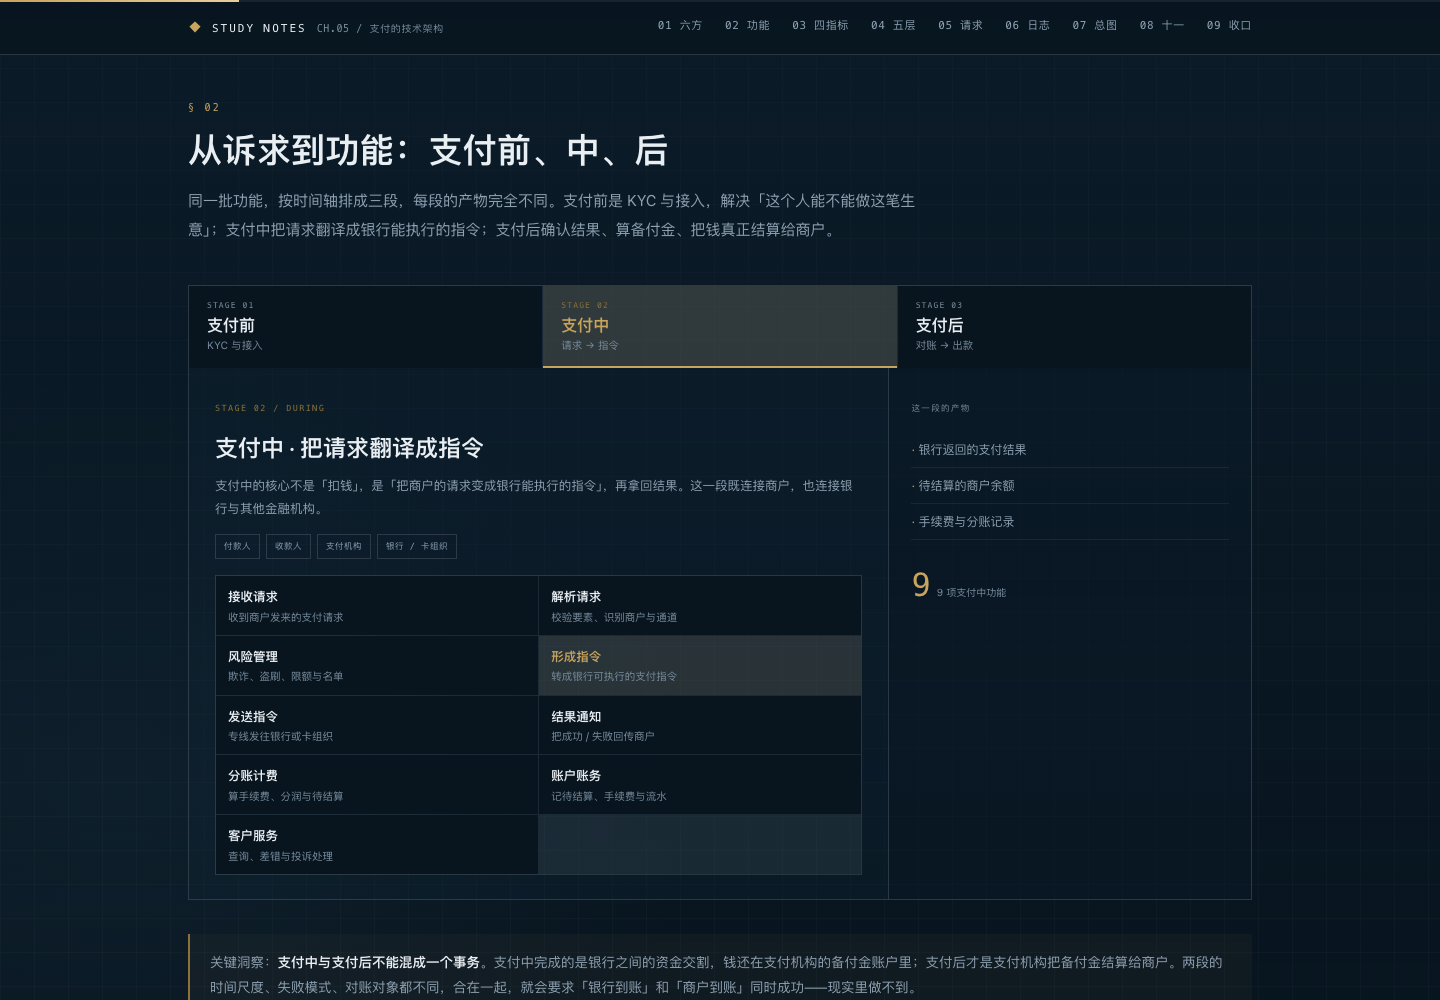 STUDY NOTES CH.05 / 支付的技术架构
01 六方 02 功能 03 四指标 04 五层 05 请求 06 日志 07 总图 08 十一 09 收口
§ 02
从诉求到功能：支付前、中、后
同一批功能，按时间轴排成三段，每段的产物完全不同。支付前是 KYC 与接入，解决「这个人能不能做这笔生
意」；支付中把请求翻译成银行能执行的指令；支付后确认结果、算备付金、把钱真正结算给商户。
STAGE 01
支付前
KYC 与接入
STAGE 02
支付中
请求 → 指令
STAGE 03
支付后
对账 → 出款
STAGE 02 / DURING
支付中 · 把请求翻译成指令
支付中的核心不是「扣钱」，是「把商户的请求变成银行能执行的指令」，再拿回结果。这一段既连接商户，也连接银
行与其他金融机构。
付款人 收款人 支付机构 银行 / 卡组织
接收请求
收到商户发来的支付请求
解析请求
校验要素、识别商户与通道
风险管理
欺诈、盗刷、限额与名单
形成指令
转成银行可执行的支付指令
发送指令
专线发往银行或卡组织
结果通知
把成功 / 失败回传商户
分账计费
算手续费、分润与待结算
账户账务
记待结算、手续费与流水
客户服务
查询、差错与投诉处理
这一段的产物
· 银行返回的支付结果
· 待结算的商户余额
· 手续费与分账记录
9 9 项支付中功能
关键洞察：支付中与支付后不能混成一个事务。支付中完成的是银行之间的资金交割，钱还在支付机构的备付金账户里；支付后才是支付机构把备付金结算给商户。两段的
时间尺度、失败模式、对账对象都不同，合在一起，就会要求「银行到账」和「商户到账」同时成功——现实里做不到。